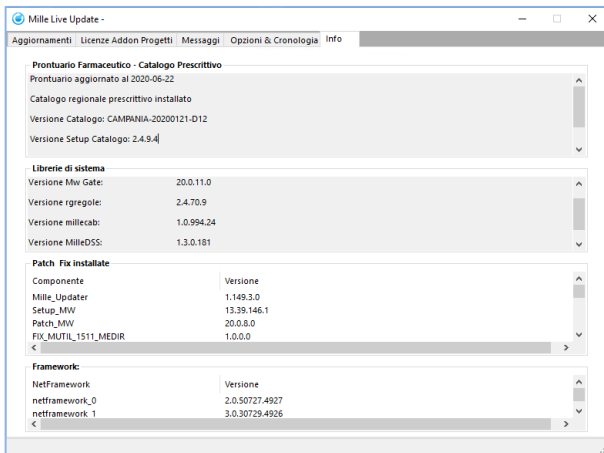 Mille Live Update -
Aggiornamenti Licenze Addon Progetti Messaggi Opzioni & Cronologia Info
Prontuario Farmaceutico - Catalogo Prescrittivo
Prontuario aggiornato al 2020-06-22
Catalogo regionale prescrittivo installato
Versione Catalogo: CAMPANIA-20200121-D12
Versione Setup Catalogo: 2.4.9.4
Librerie di sistema
Versione Mw Gate: 20.0.11.0
Versione rgregole: 2.4.70.9
Versione millecab: 1.0.994.24
Versione MilleDSS: 1.3.0.181
Patch Fix installate
Componente Versione
Mille_Updater 1.149.3.0
Setup_MW 13.39.146.1
Patch_MW 20.0.8.0
FIX_MUTIL_1511_MEDIR 1.0.0.0
Framework:
NetFramework Versione
netframework_0 2.0.50727.4927
netframework_1 3.0.30729.4926